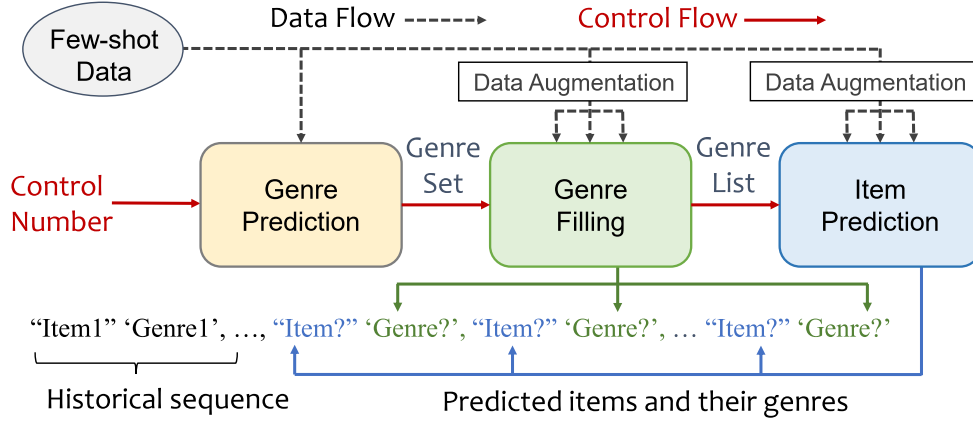 Data Flow
Control Flow
Few-shot
Data
Data Augmentation
Data Augmentation
Control
Number
Genre
Prediction
Genre
Set
Genre
Filling
Genre
List
Item
Prediction
“Item1” ‘Genre1’, …, “Item?” ‘Genre?’, “Item?” ‘Genre?’, … “Item?” ‘Genre?’
Historical sequence
Predicted items and their genres